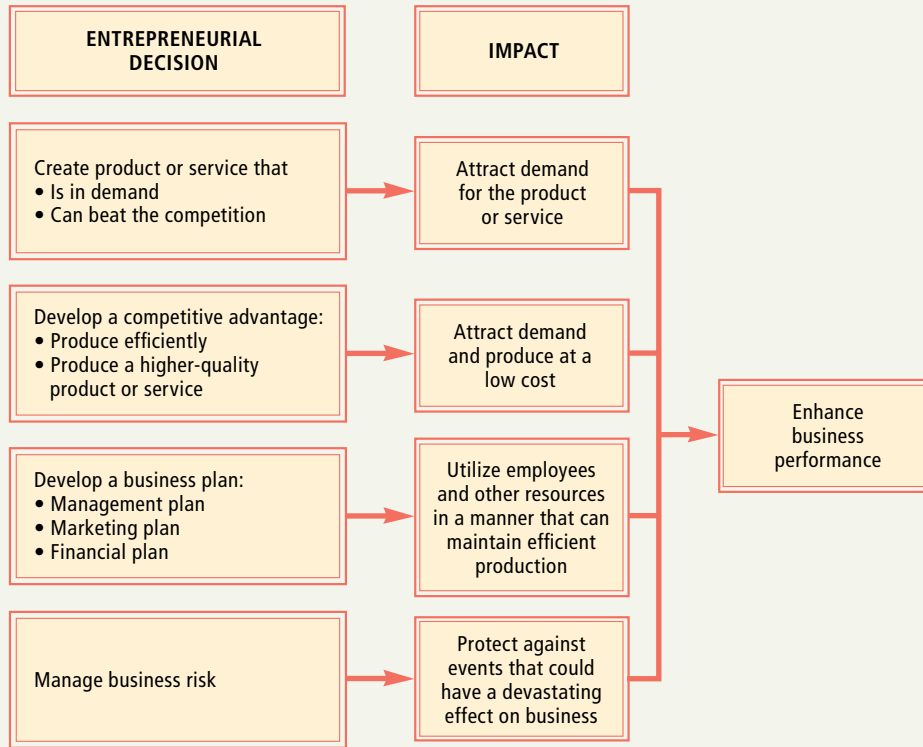 ENTREPRENEURIAL
DECISION
IMPACT
Create product or service that
• Is in demand
• Can beat the competition
Attract demand
for the product
or service
Develop a competitive advantage:
• Produce efficiently
• Produce a higher-quality
product or service
Attract demand
and produce at a
low cost
Develop a business plan:
• Management plan
• Marketing plan
• Financial plan
Utilize employees
and other resources
in a manner that can
maintain efficient
production
Manage business risk
Protect against
events that could
have a devastating
effect on business
Enhance
business
performance